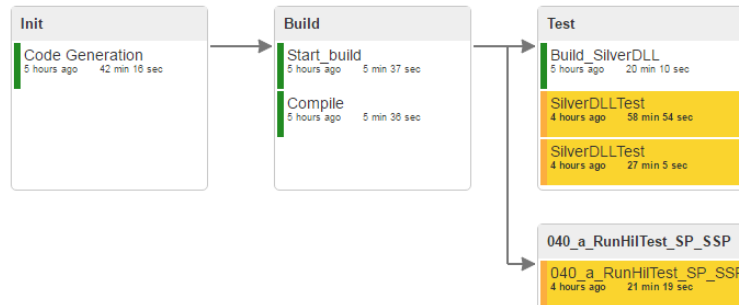 Init
Code Generation
5 hours ago 42 min 16 sec
Build
Start_build
5 hours ago 5 min 37 sec
Compile
5 hours ago 5 min 36 sec
Test
Build_SilverDLL
5 hours ago 20 min 10 sec
SilverDLLTest
4 hours ago 58 min 54 sec
SilverDLLTest
4 hours ago 27 min 5 sec
040_a_RunHilTest_SP_SSP
040_a_RunHilTest_SP_SSP
4 hours ago 21 min 19 sec